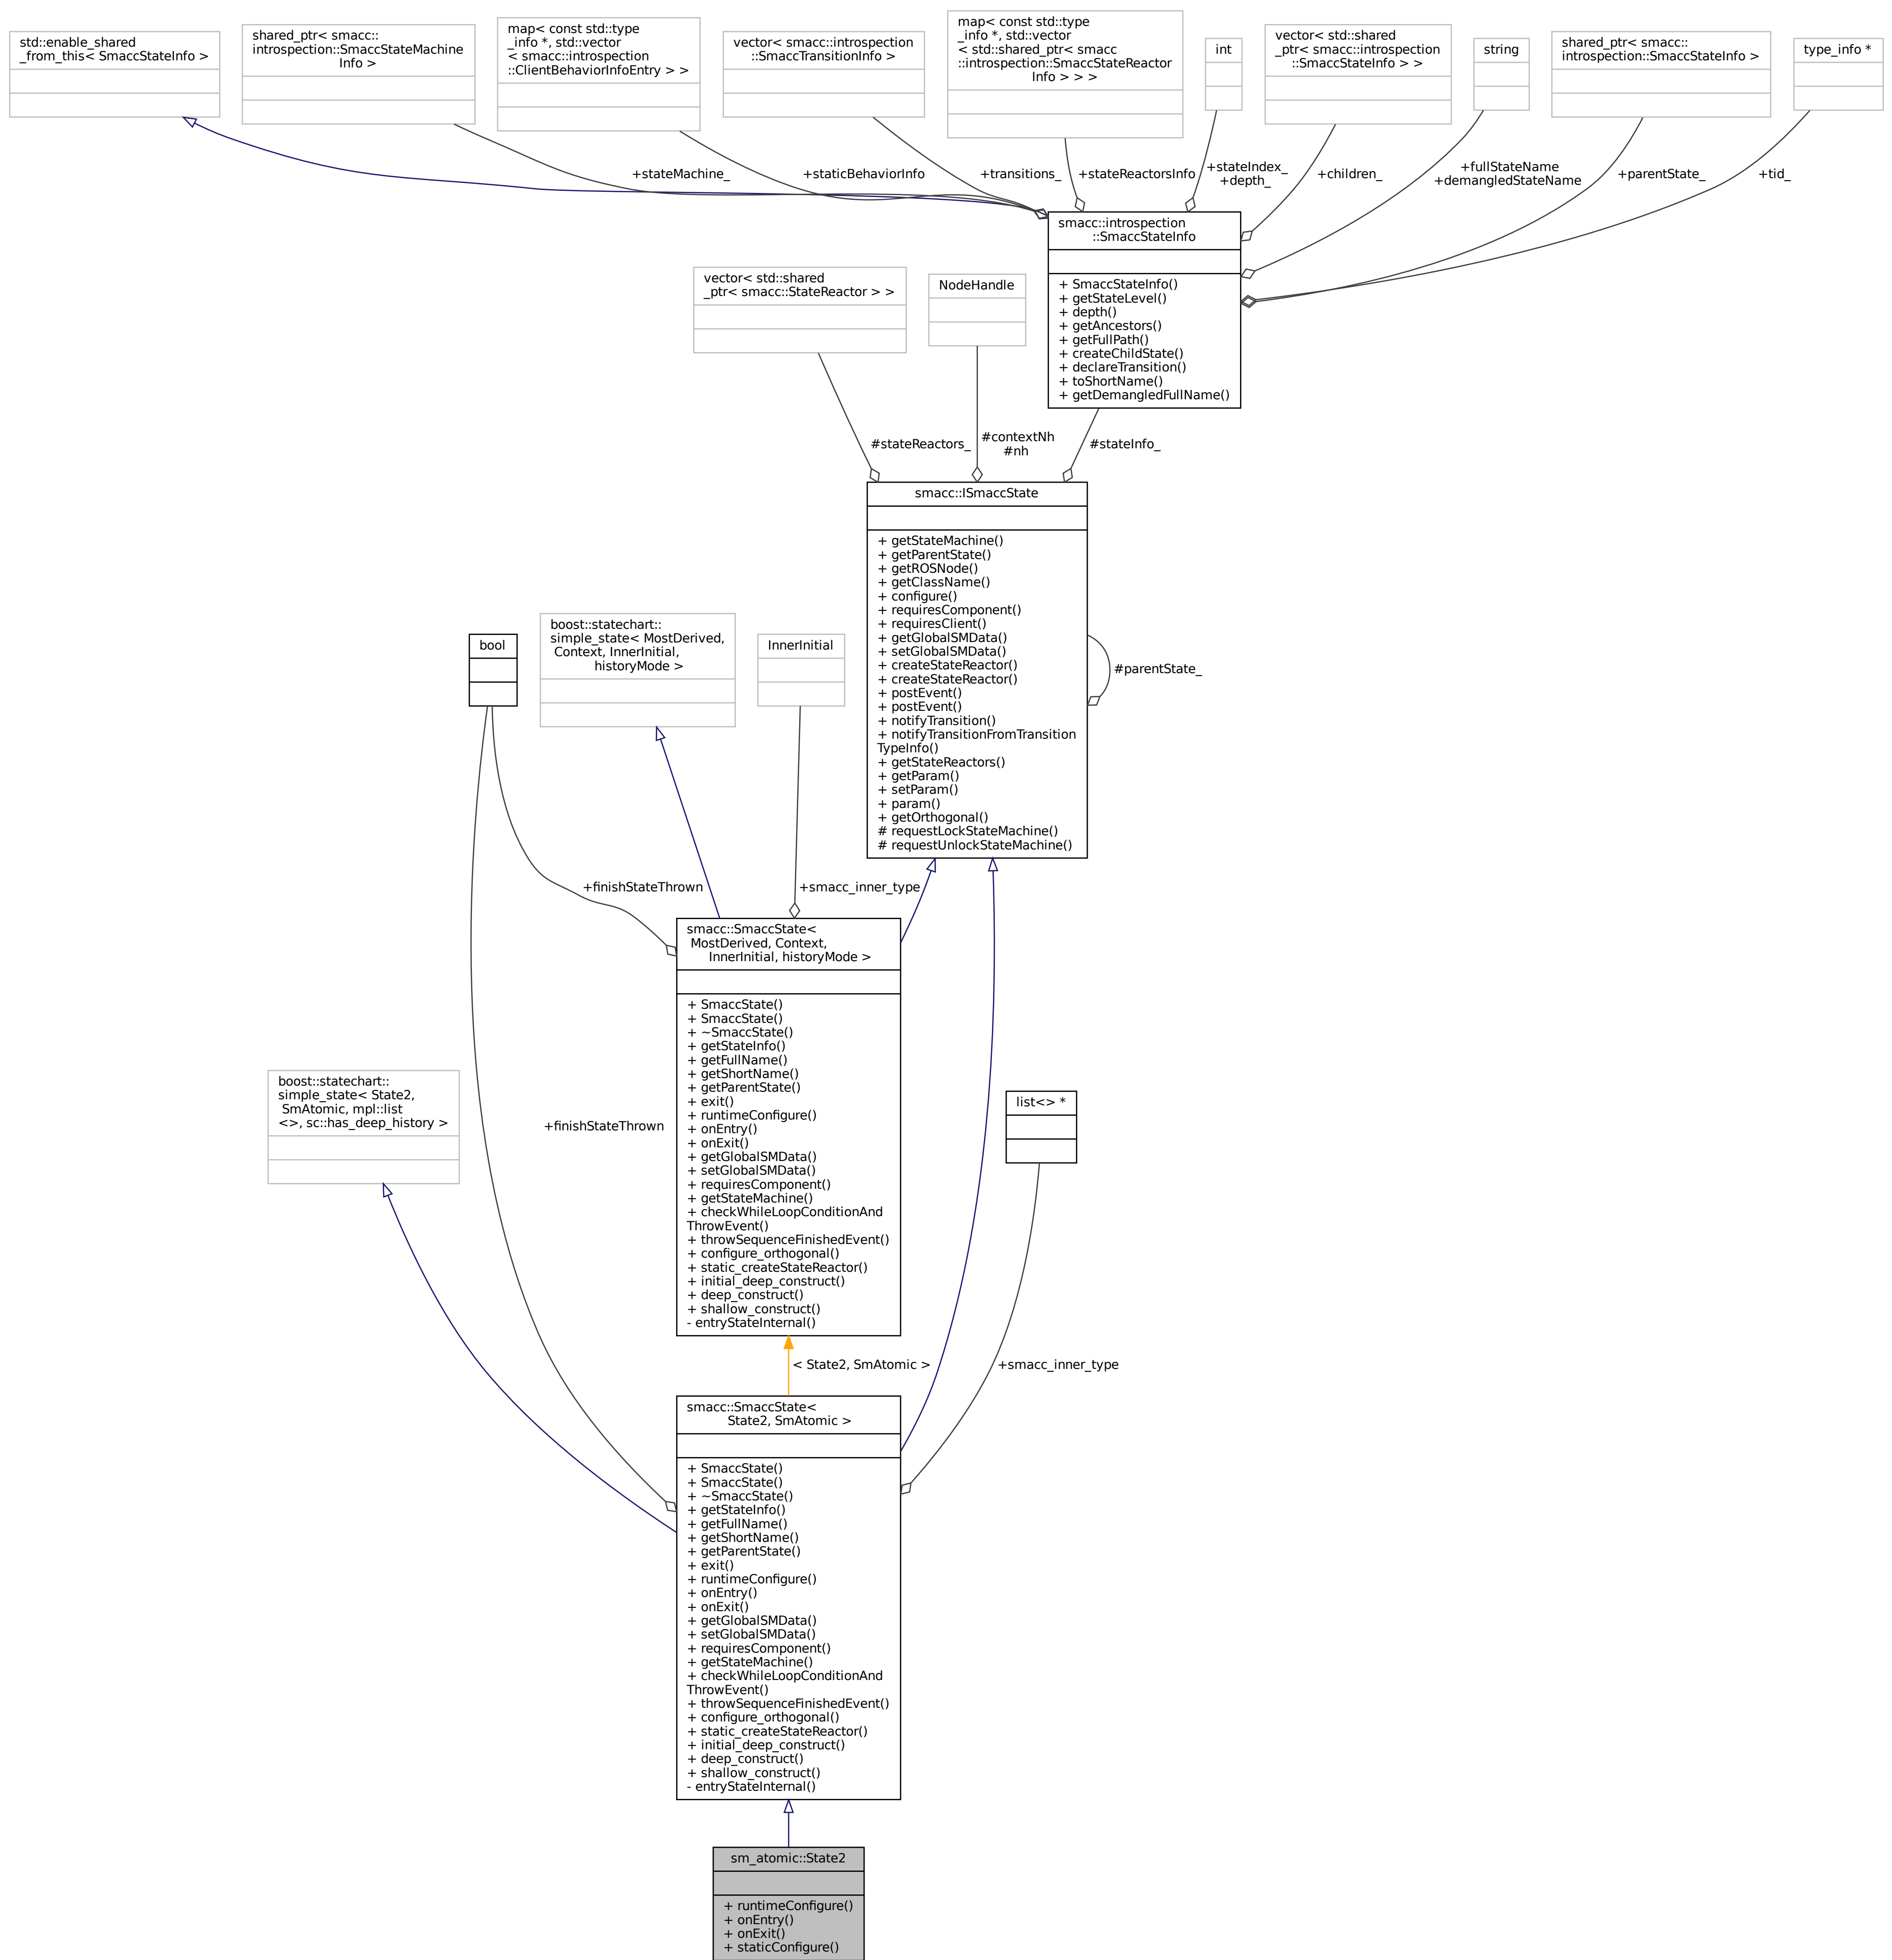 std::enable_shared
_from_this< SmaccStateInfo >
shared_ptr< smacc::
introspection::SmaccStateMachine
Info >
map< const std::type
_info *, std::vector
< smacc::introspection
::ClientBehaviorInfoEntry > >
vector< smacc::introspection
::SmaccTransitionInfo >
map< const std::type
_info *, std::vector
< std::shared_ptr< smacc
::introspection::SmaccStateReactor
Info > > >
int
vector< std::shared
_ptr< smacc::introspection
::SmaccStateInfo > >
string
shared_ptr< smacc::
introspection::SmaccStateInfo >
type_info *
+stateMachine_
+staticBehaviorInfo
+transitions_
+stateReactorsInfo
+stateIndex_
+depth_
+children_
+fullStateName
+demangledStateName
+parentState_
+tid_
smacc::introspection
::SmaccStateInfo
+ SmaccStateInfo()
+ getStateLevel()
+ depth()
+ getAncestors()
+ getFullPath()
+ createChildState()
+ declareTransition()
+ toShortName()
+ getDemangledFullName()
vector< std::shared
_ptr< smacc::StateReactor > >
NodeHandle
#stateReactors_
#contextNh
#nh
#stateInfo_
smacc::ISmaccState
+ getStateMachine()
+ getParentState()
+ getROSNode()
+ getClassName()
+ configure()
+ requiresComponent()
+ requiresClient()
+ getGlobalSMData()
+ setGlobalSMData()
+ createStateReactor()
+ createStateReactor()
+ postEvent()
+ postEvent()
+ notifyTransition()
+ notifyTransitionFromTransition
TypeInfo()
+ getStateReactors()
+ getParam()
+ setParam()
+ param()
+ getOrthogonal()
# requestLockStateMachine()
# requestUnlockStateMachine()
#parentState_
bool
boost::statechart::
simple_state< MostDerived,
Context, InnerInitial,
historyMode >
InnerInitial
+finishStateThrown
+smacc_inner_type
smacc::SmaccState<
MostDerived, Context,
InnerInitial, historyMode >
+ SmaccState()
+ SmaccState()
+ ~SmaccState()
+ getStateInfo()
+ getFullName()
+ getShortName()
+ getParentState()
+ exit()
+ runtimeConfigure()
+ onEntry()
+ onExit()
+ getGlobalSMData()
+ setGlobalSMData()
+ requiresComponent()
+ getStateMachine()
+ checkWhileLoopConditionAnd
ThrowEvent()
+ throwSequenceFinishedEvent()
+ configure_orthogonal()
+ static_createStateReactor()
+ initial_deep_construct()
+ deep_construct()
+ shallow_construct()
- entryStateInternal()
boost::statechart::
simple_state< State2,
SmAtomic, mpl::list
<>, sc::has_deep_history >
+finishStateThrown
list<> *
< State2, SmAtomic >
+smacc_inner_type
smacc::SmaccState<
State2, SmAtomic >
+ SmaccState()
+ SmaccState()
+ ~SmaccState()
+ getStateInfo()
+ getFullName()
+ getShortName()
+ getParentState()
+ exit()
+ runtimeConfigure()
+ onEntry()
+ onExit()
+ getGlobalSMData()
+ setGlobalSMData()
+ requiresComponent()
+ getStateMachine()
+ checkWhileLoopConditionAnd
ThrowEvent()
+ throwSequenceFinishedEvent()
+ configure_orthogonal()
+ static_createStateReactor()
+ initial_deep_construct()
+ deep_construct()
+ shallow_construct()
- entryStateInternal()
sm_atomic::State2
+ runtimeConfigure()
+ onEntry()
+ onExit()
+ staticConfigure()